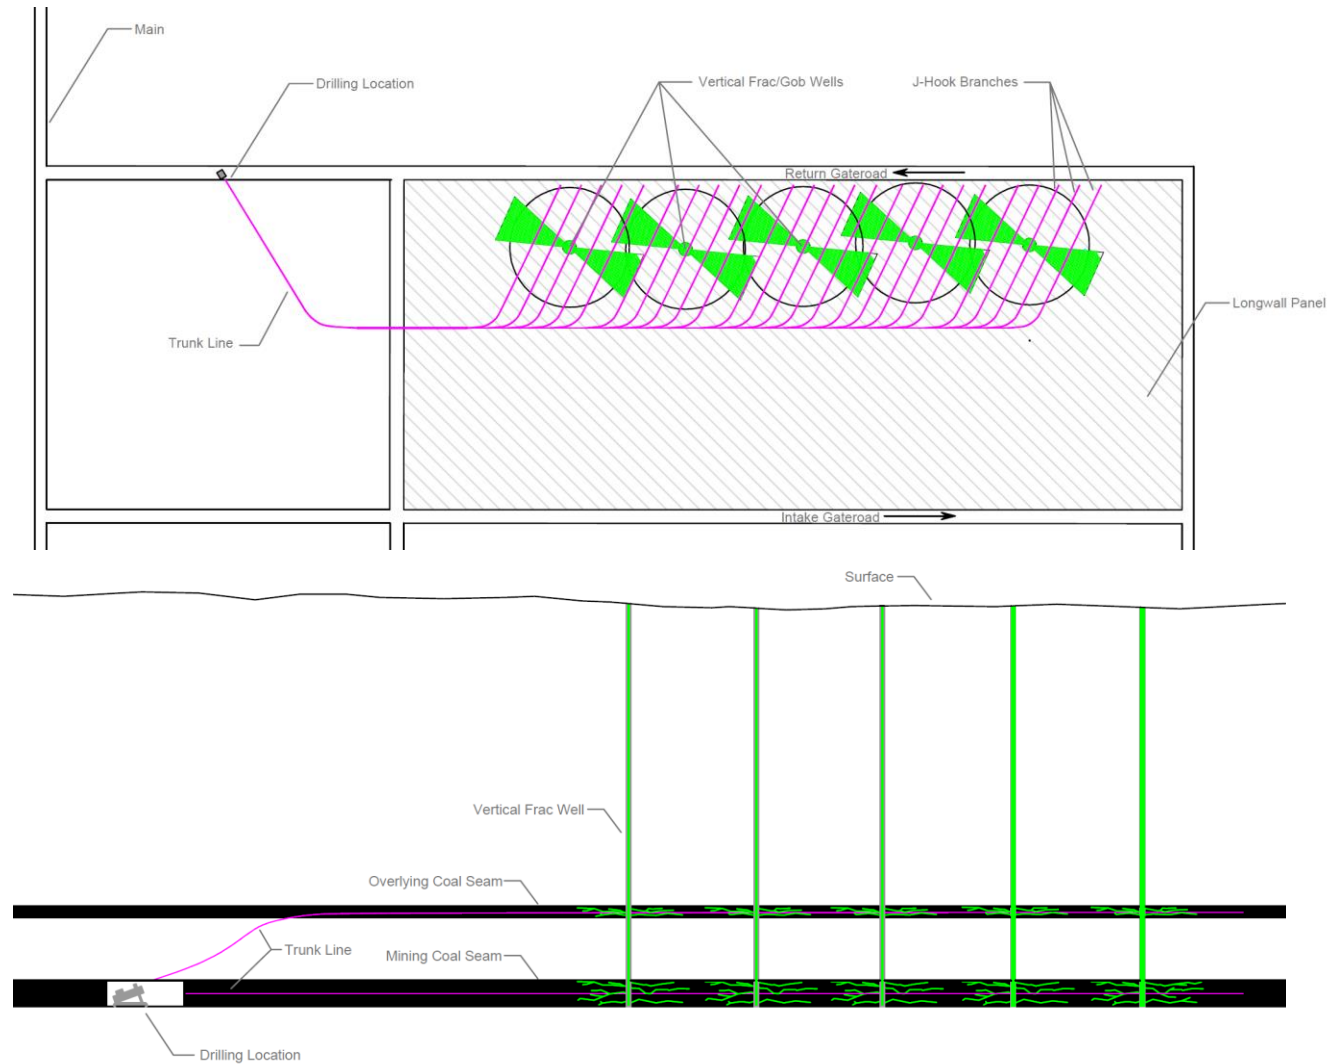 Main
Drilling Location
Vertical Frac/Gob Wells
J-Hook Branches
Return Gateroad
Longwall Panel
Trunk Line
Intake Gateroad
Surface
Vertical Frac Well
Overlying Coal Seam
Trunk Line
Mining Coal Seam
Drilling Location